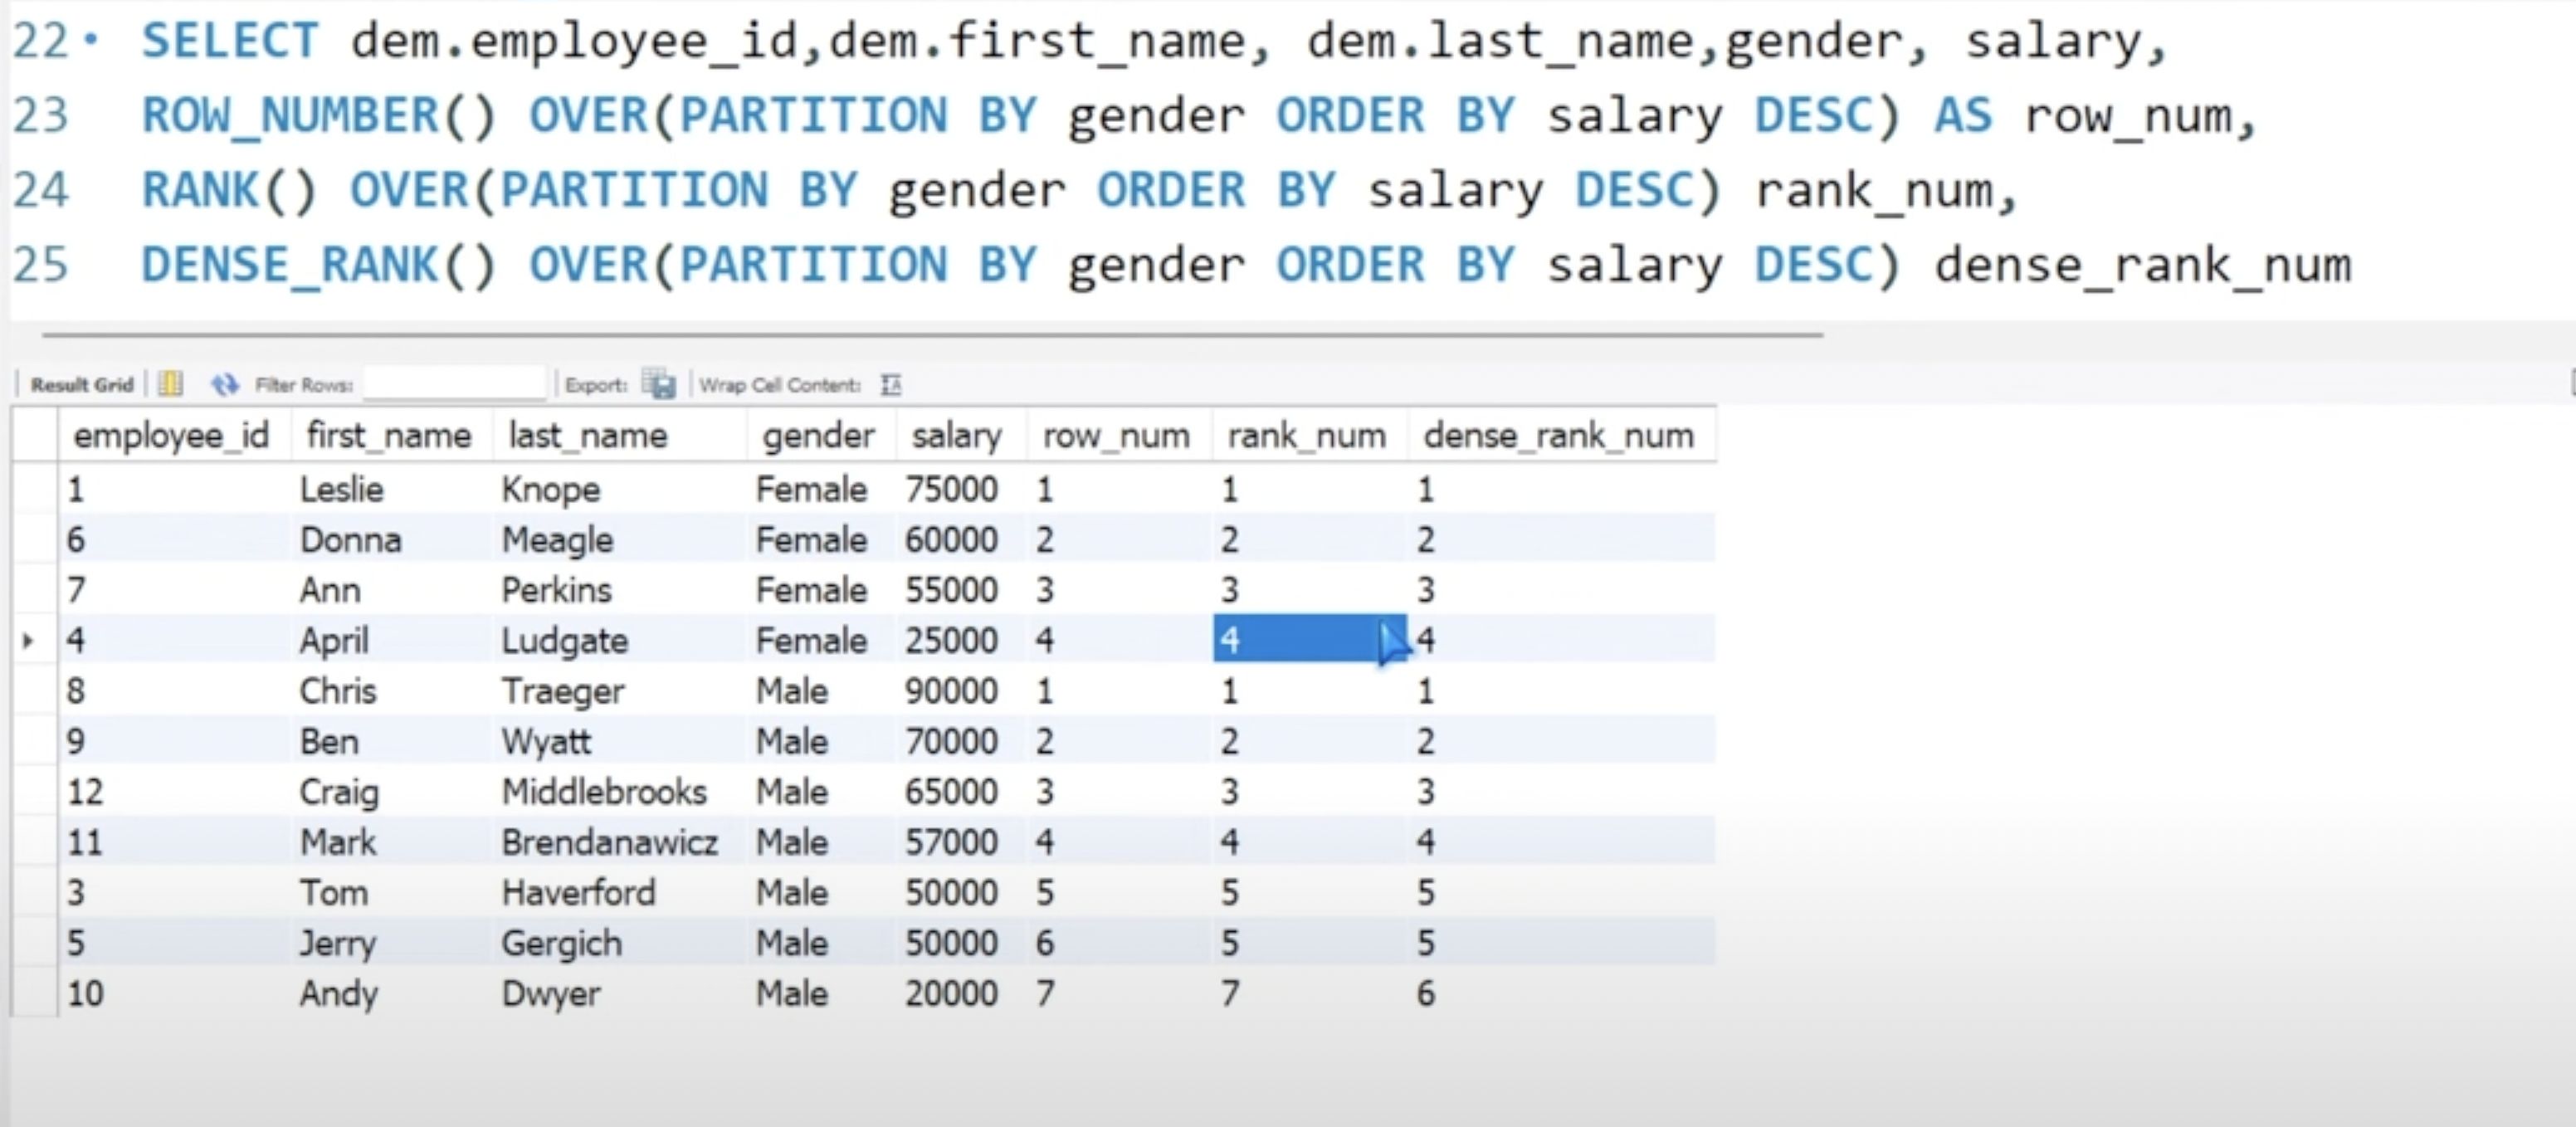 22 SELECT dem.employee_id,dem.first_name, dem.last_name,gender, salary,
23 ROW_NUMBER() OVER(PARTITION BY gender ORDER BY salary DESC) AS row_num,
24 RANK() OVER(PARTITION BY gender ORDER BY salary DESC) rank_num,
25 DENSE_RANK() OVER(PARTITION BY gender ORDER BY salary DESC) dense_rank_num
Result Grid Filter Rows: Export: Wrap Cell Content:
employee_id first_name last_name gender salary row_num rank_num dense_rank_num
1 Leslie Knope Female 75000 1 1 1
6 Donna Meagle Female 60000 2 2 2
7 Ann Perkins Female 55000 3 3 3
4 April Ludgate Female 25000 4 4 4
8 Chris Traeger Male 90000 1 1 1
9 Ben Wyatt Male 70000 2 2 2
12 Craig Middlebrooks Male 65000 3 3 3
11 Mark Brendanawicz Male 57000 4 4 4
3 Tom Haverford Male 50000 5 5 5
5 Jerry Gergich Male 50000 6 5 5
10 Andy Dwyer Male 20000 7 7 6